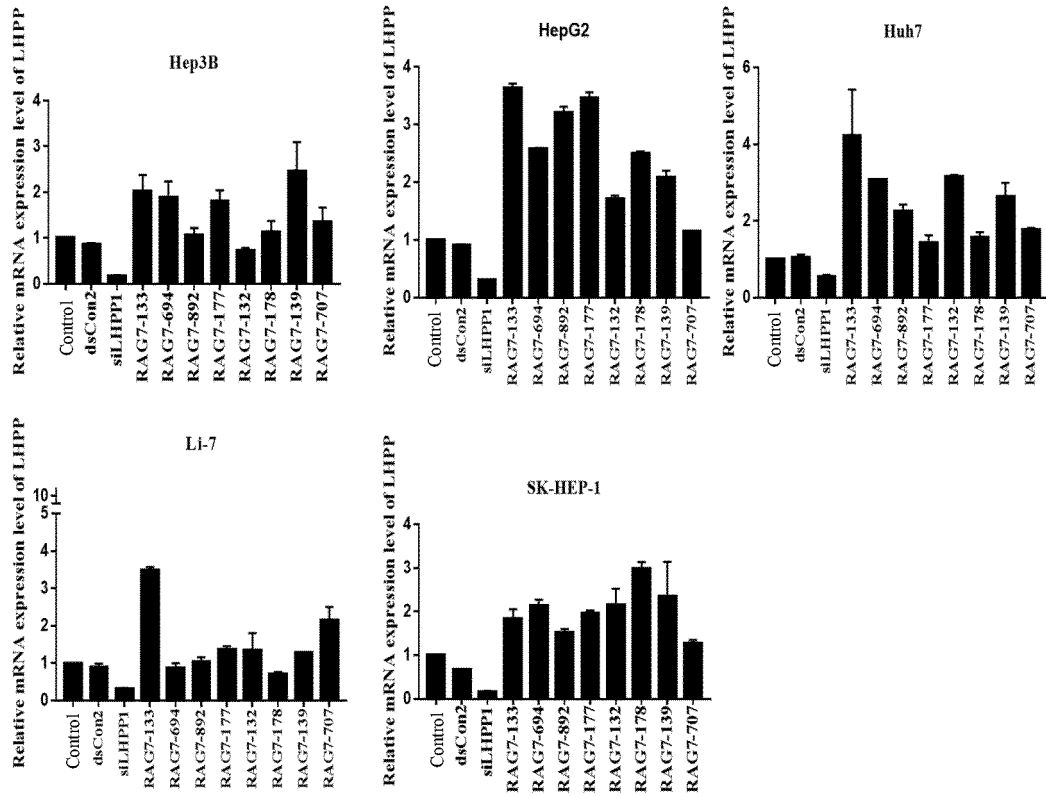 Hep3B
Relative mRNA expression level of LHPP
4
3
2
1
0
Control
dsCon2
siLHPP1
RAG7-133
RAG7-694
RAG7-892
RAG7-177
RAG7-132
RAG7-178
RAG7-139
RAG7-707
HepG2
Relative mRNA expression level of LHPP
4
3
2
1
0
Control
dsCon2
siLHPP1
RAG7-133
RAG7-694
RAG7-892
RAG7-177
RAG7-132
RAG7-178
RAG7-139
RAG7-707
Huh7
Relative mRNA expression level of LHPP
6
4
2
0
Control
dsCon2
siLHPP1
RAG7-133
RAG7-694
RAG7-892
RAG7-177
RAG7-132
RAG7-178
RAG7-139
RAG7-707
Li-7
Relative mRNA expression level of LHPP
10
5
4
3
2
1
0
Control
dsCon2
siLHPP1
RAG7-133
RAG7-694
RAG7-892
RAG7-177
RAG7-132
RAG7-178
RAG7-139
RAG7-707
SK-HEP-1
Relative mRNA expression level of LHPP
4
3
2
1
0
Control
dsCon2
siLHPP1
RAG7-133
RAG7-694
RAG7-892
RAG7-177
RAG7-132
RAG7-178
RAG7-139
RAG7-707